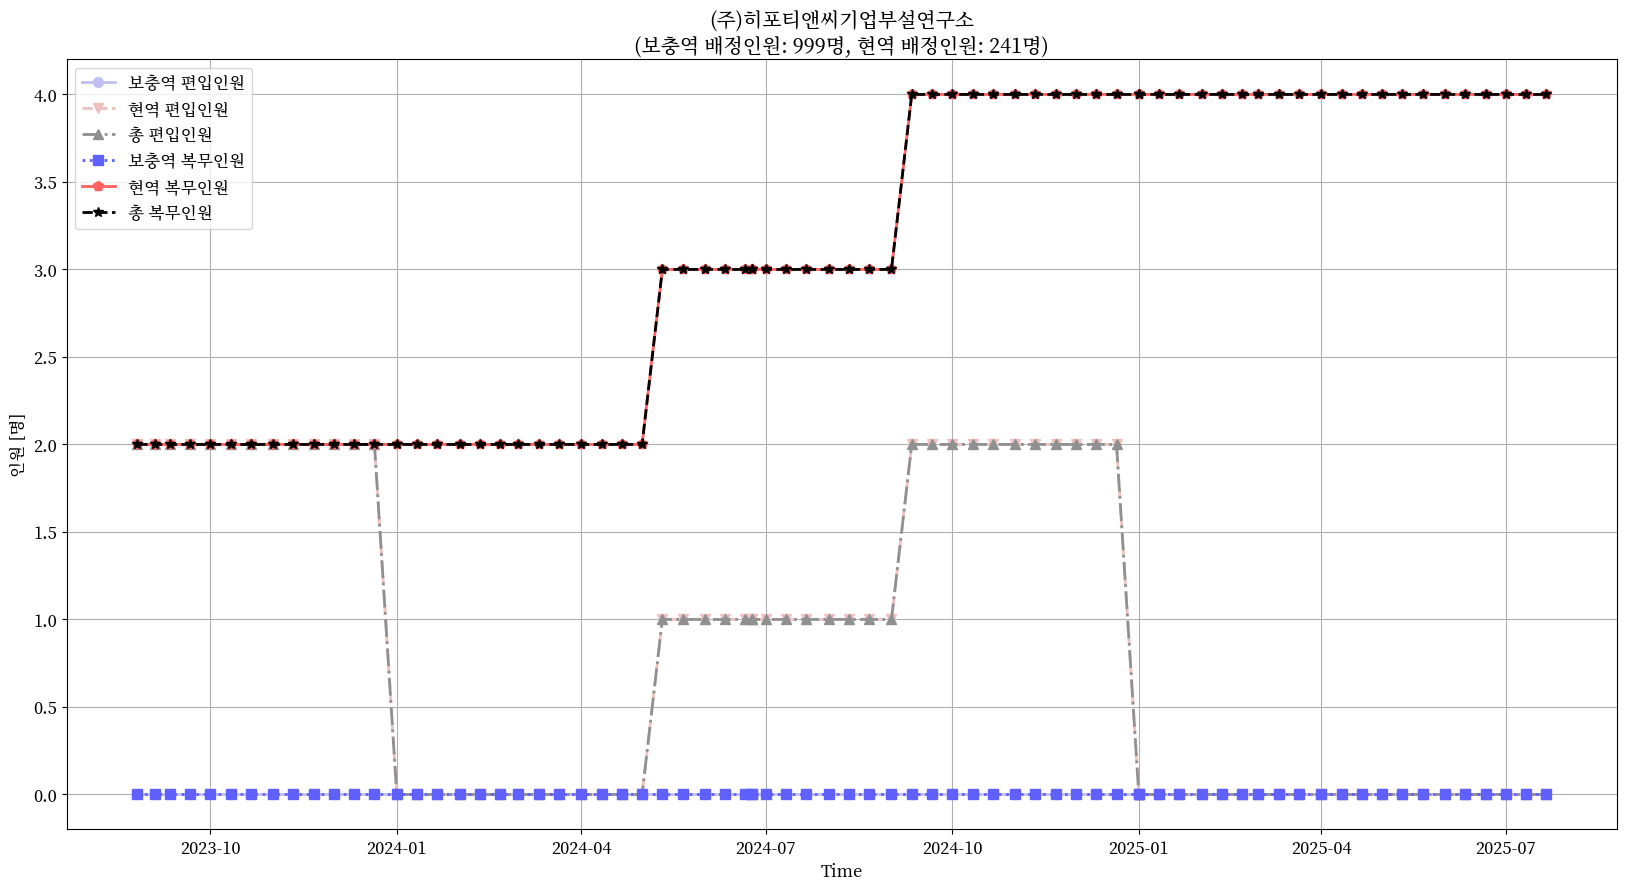 (주)히포티앤씨기업부설연구소
(보충역 배정인원: 999명, 현역 배정인원: 241명)
보충역 편입인원
현역 편입인원
총 편입인원
보충역 복무인원
현역 복무인원
총 복무인원
인원 [명]
4.0
3.5
3.0
2.5
2.0
1.5
1.0
0.5
0.0
2023-10
2024-01
2024-04
2024-07
2024-10
2025-01
2025-04
2025-07
Time